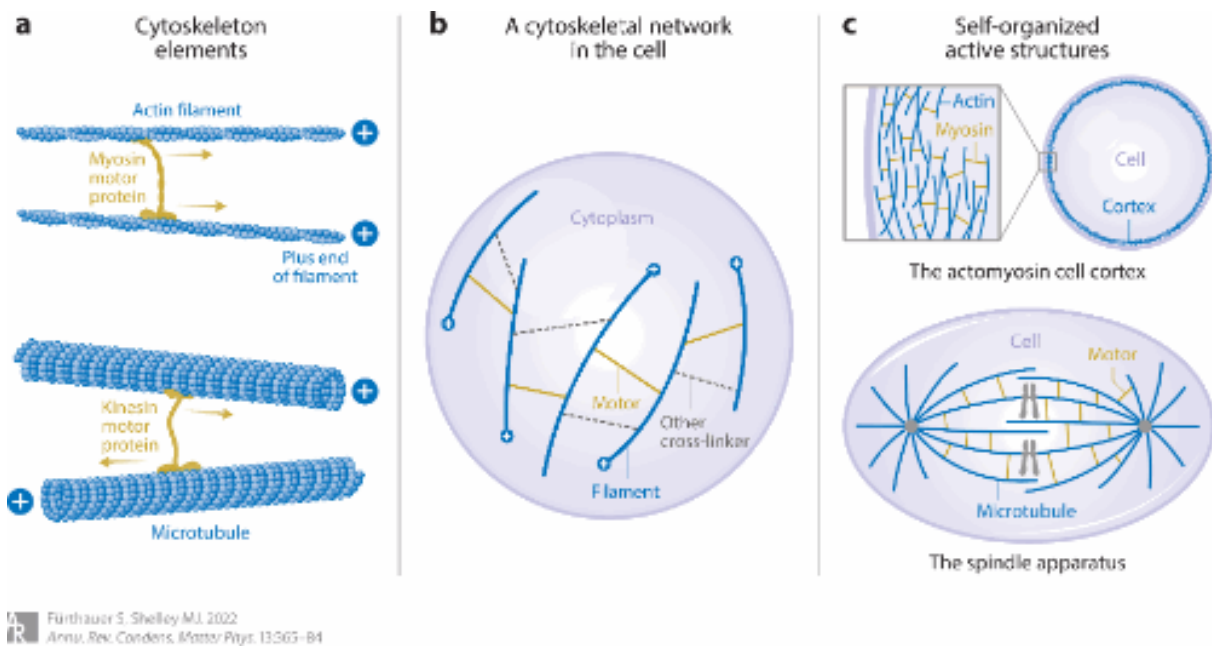 a
Cytoskeleton
elements
Actin filament
+
Myosin
motor
protein
+
Plus end
of filament
+
Kinesin
motor
protein
+
Microtubule
b
A cytoskeletal network
in the cell
Cytoplasm
Motor
Other
cross-linker
Filament
c
Self-organized
active structures
Actin
Myosin
Cell
Cortex
The actomyosin cell cortex
Cell
Motor
Microtubule
The spindle apparatus
AR
Fürthauer S, Shelley MJ. 2022
Annu. Rev. Condens. Matter Phys. 13:365–84